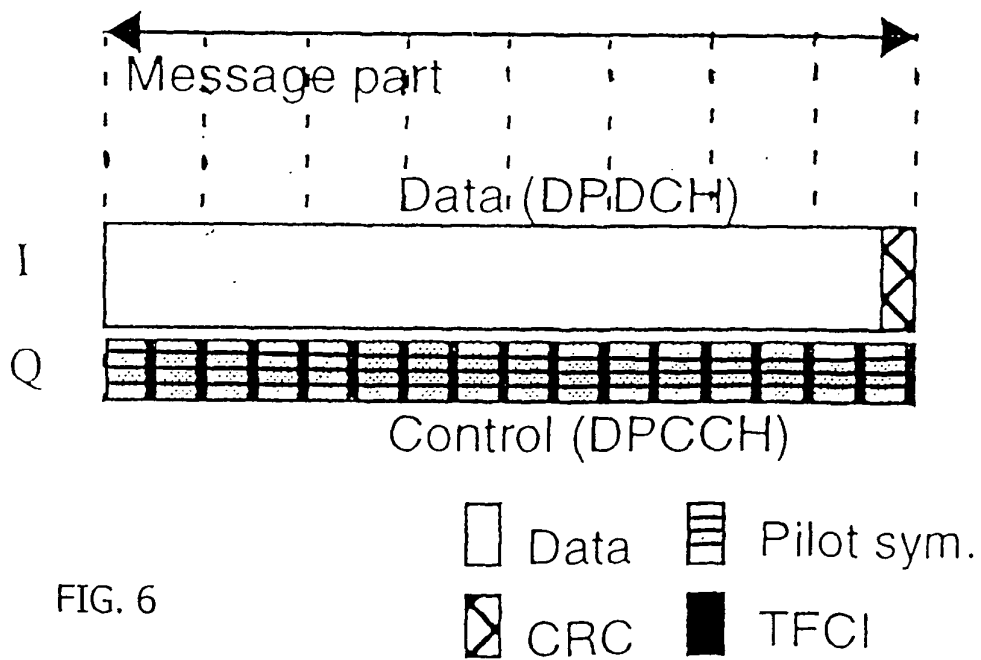 Message part
Data (DPDCH)
I
Q
Control (DPCCH)
Data
Pilot sym.
CRC
TFCI
FIG. 6